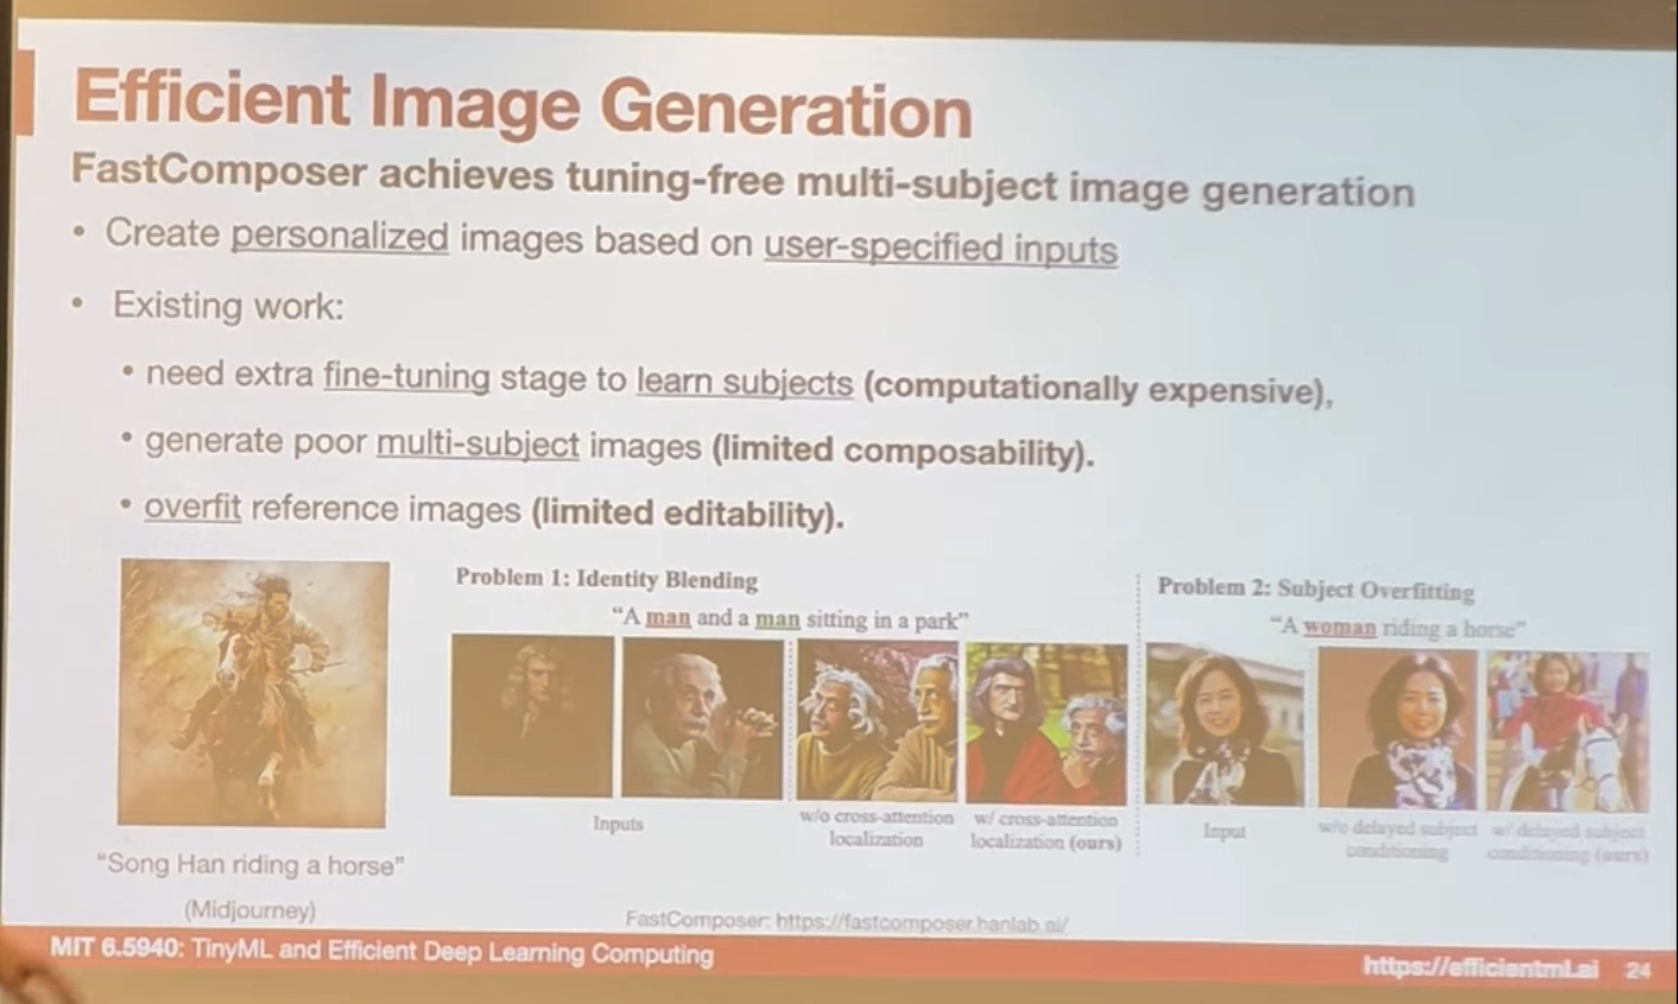 Efficient Image Generation
FastComposer achieves tuning-free multi-subject image generation
• Create personalized images based on user-specified inputs
• Existing work:
• need extra fine-tuning stage to learn subjects (computationally expensive),
• generate poor multi-subject images (limited composability).
• overfit reference images (limited editability).
"Song Han riding a horse"
(Midjourney)
Problem 1: Identity Blending
"A man and a man sitting in a park"
Inputs
w/o cross-attention
localization
w/ cross-attention
localization (ours)
Problem 2: Subject Overfitting
"A woman riding a horse"
Input
w/o delayed subject
conditioning
w/ delayed subject
conditioning (ours)
FastComposer: https://fastcomposer.hanlab.ai/
MIT 6.5940: TinyML and Efficient Deep Learning Computing
https://efficientml.ai
24